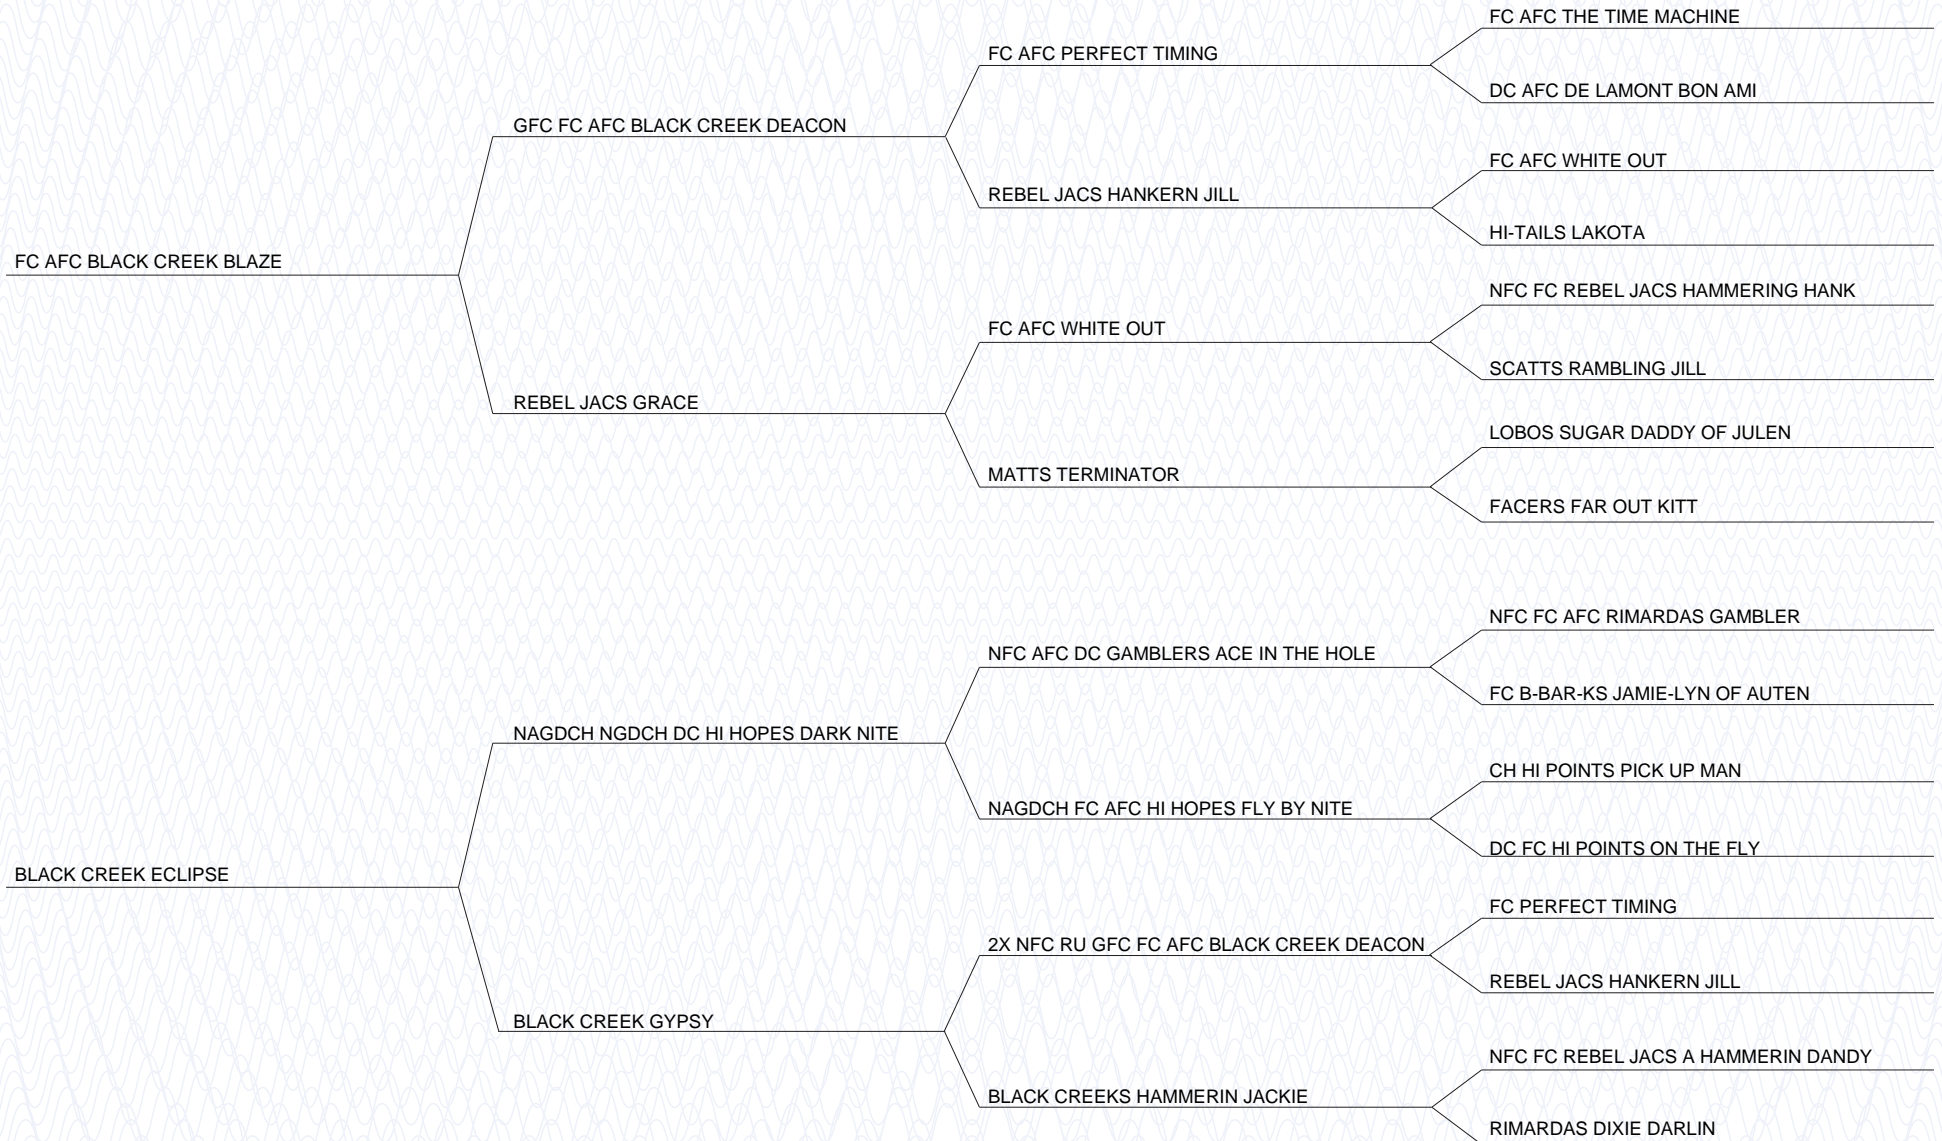 FC AFC THE TIME MACHINE
FC AFC PERFECT TIMING
DC AFC DE LAMONT BON AMI
GFC FC AFC BLACK CREEK DEACON
FC AFC WHITE OUT
REBEL JACS HANKERN JILL
HI-TAILS LAKOTA
FC AFC BLACK CREEK BLAZE
NFC FC REBEL JACS HAMMERING HANK
FC AFC WHITE OUT
SCATTS RAMBLING JILL
REBEL JACS GRACE
LOBOS SUGAR DADDY OF JULEN
MATTS TERMINATOR
FACERS FAR OUT KITT
NFC FC AFC RIMARDAS GAMBLER
NFC AFC DC GAMBLERS ACE IN THE HOLE
FC B-BAR-KS JAMIE-LYN OF AUTEN
NAGDCH NGDCH DC HI HOPES DARK NITE
CH HI POINTS PICK UP MAN
NAGDCH FC AFC HI HOPES FLY BY NITE
DC FC HI POINTS ON THE FLY
BLACK CREEK ECLIPSE
FC PERFECT TIMING
2X NFC RU GFC FC AFC BLACK CREEK DEACON
REBEL JACS HANKERN JILL
BLACK CREEK GYPSY
NFC FC REBEL JACS A HAMMERIN DANDY
BLACK CREEKS HAMMERIN JACKIE
RIMARDAS DIXIE DARLIN